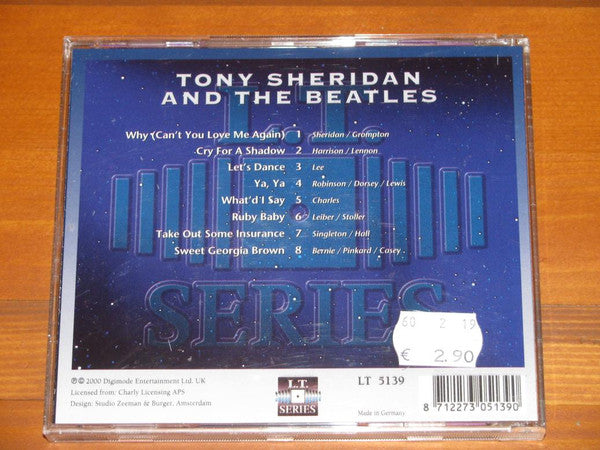 TONY SHERIDAN
AND THE BEATLES
L.T.
Why (Can't You Love Me Again) 1 Sheridan / Crompton
Cry For A Shadow 2 Harrison / Lennon
Let's Dance 3 Lee
Ya, Ya 4 Robinson / Dorsey / Lewis
What'd I Say 5 Charles
Ruby Baby 6 Leiber / Stoller
Take Out Some Insurance 7 Singleton / Hall
Sweet Georgia Brown 8 Bernie / Pinkard / Casey .
SERIES
60 2 19
€ 2.90
℗ © 2000 Digimode Entertainment Ltd. UK
Licensed from: Charly Licensing APS
Design: Studio Zeeman & Burger, Amsterdam
L.T.
SERIES
LT 5139
Made in Germany
8 712273 051390